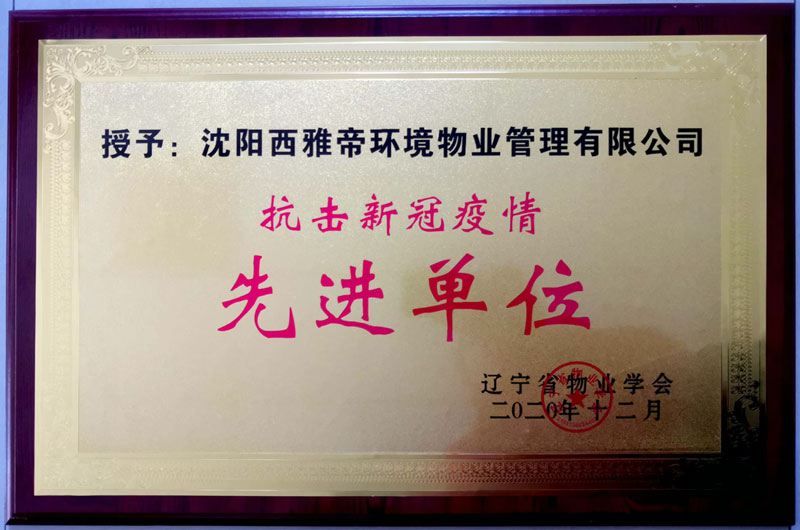 授予：沈阳西雅帝环境物业管理有限公司
抗击新冠疫情
先进单位
辽宁省物业学会
二〇二〇年十二月